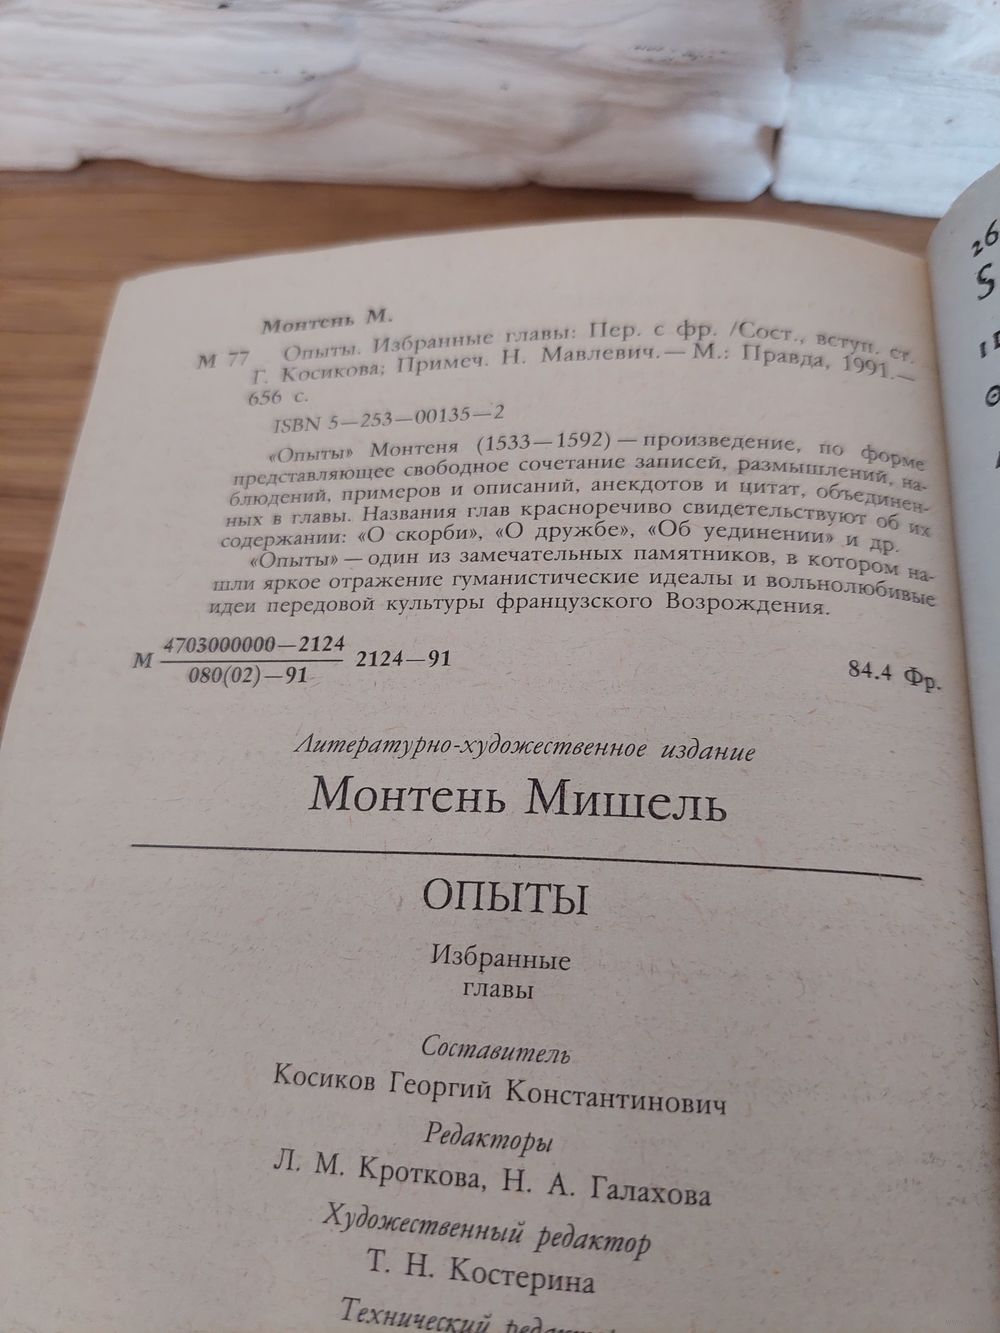 Монтень М.
М 77 Опыты. Избранные главы: Пер. с фр. /Сост., вступ. ст.
Г. Косикова; Примеч. Н. Мавлевич.— М.: Правда, 1991.—
656 с.
ISBN 5—253—00135—2
«Опыты» Монтеня (1533—1592) — произведение, по форме
представляющее свободное сочетание записей, размышлений, на-
блюдений, примеров и описаний, анекдотов и цитат, объединен-
ных в главы. Названия глав красноречиво свидетельствуют об их
содержании: «О скорби», «О дружбе», «Об уединении» и др.
«Опыты» — один из замечательных памятников, в котором на-
шли яркое отражение гуманистические идеалы и вольнолюбивые
идеи передовой культуры французского Возрождения.
М 4703000000—2124
080(02)—91
2124—91
84.4 Фр.
Литературно-художественное издание
Монтень Мишель
ОПЫТЫ
Избранные
главы
Составитель
Косиков Георгий Константинович
Редакторы
Л. М. Кроткова, Н. А. Галахова
Художественный редактор
Т. Н. Костерина
Технический
26